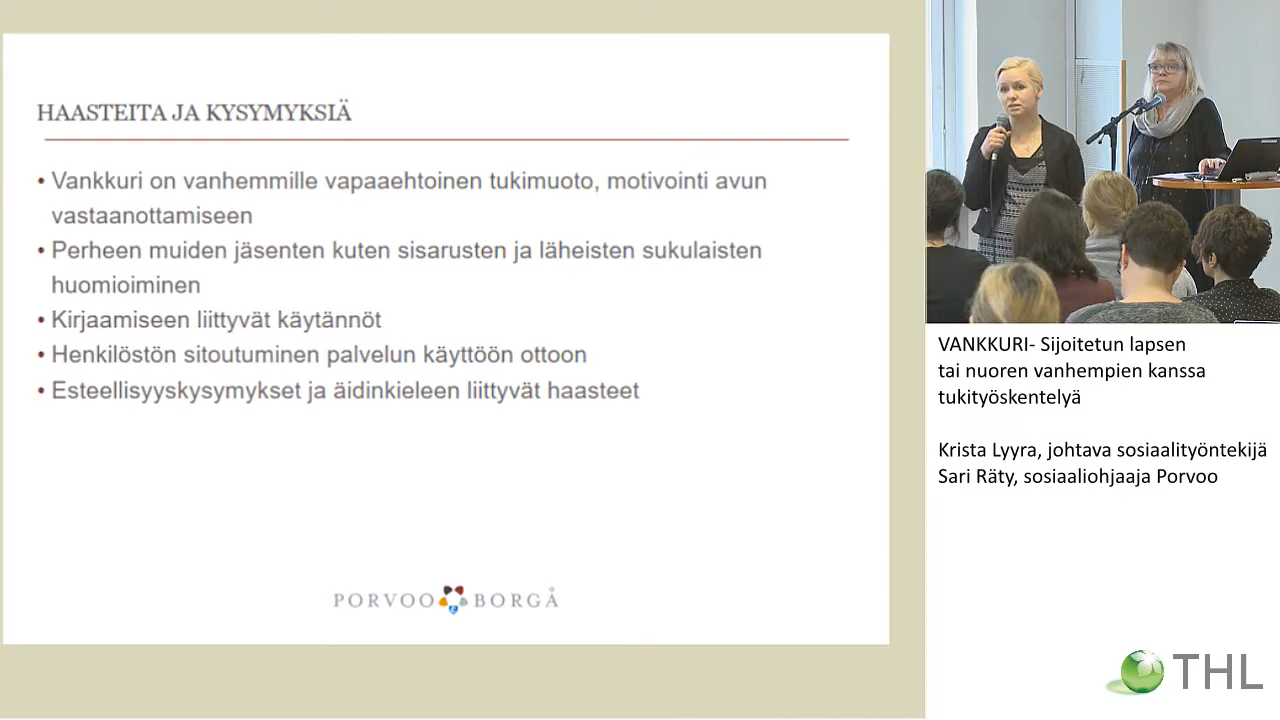 HAASTEITA JA KYSYMYKSIÄ
• Vankkuri on vanhemmille vapaaehtoinen tukimuoto, motivointi avun
vastaanottamiseen
• Perheen muiden jäsenten kuten sisarusten ja läheisten sukulaisten
huomioiminen
• Kirjaamiseen liittyvät käytännöt
• Henkilöstön sitoutuminen palvelun käyttöön ottoon
• Esteellisyyskysymykset ja äidinkieleen liittyvät haasteet
PORVOO BORGÅ
VANKKURI- Sijoitetun lapsen
tai nuoren vanhempien kanssa
tukityöskentelyä
Krista Lyyra, johtava sosiaalityöntekijä
Sari Räty, sosiaaliohjaaja Porvoo
THL